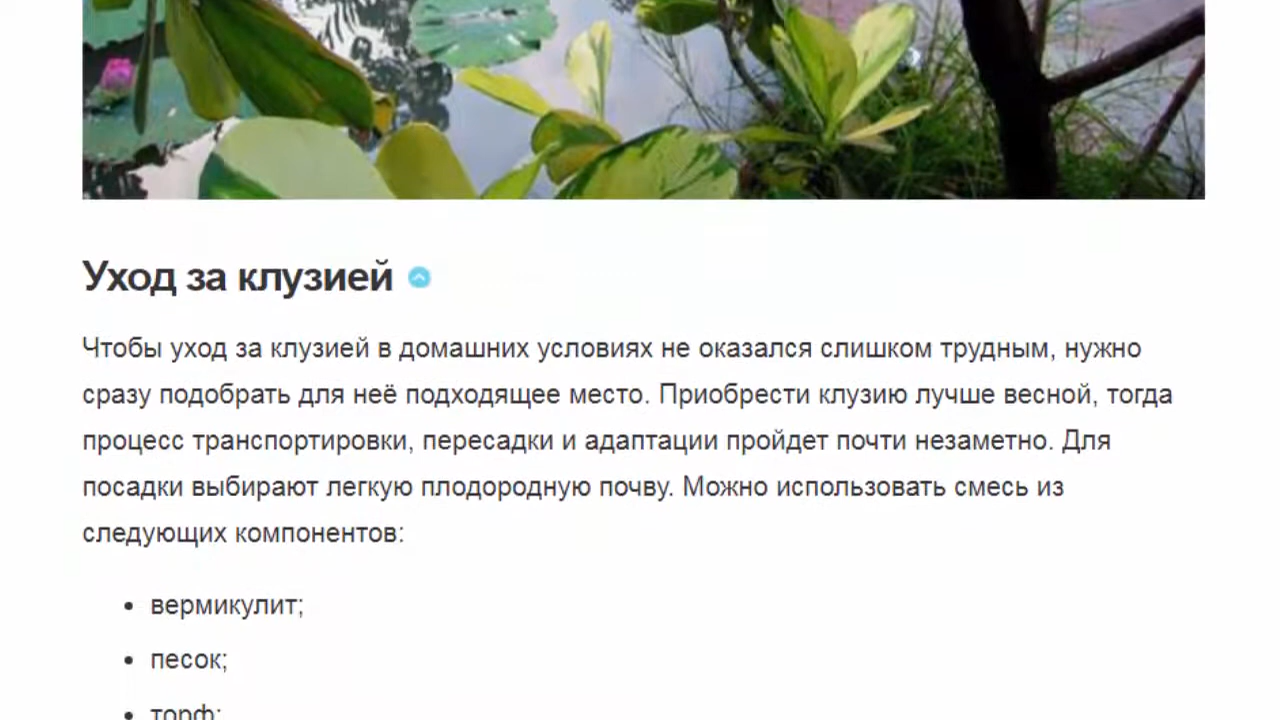 Уход за клузией
Чтобы уход за клузией в домашних условиях не оказался слишком трудным, нужно
сразу подобрать для неё подходящее место. Приобрести клузию лучше весной, тогда
процесс транспортировки, пересадки и адаптации пройдет почти незаметно. Для
посадки выбирают легкую плодородную почву. Можно использовать смесь из
следующих компонентов:
• вермикулит;
• песок;
• торф;